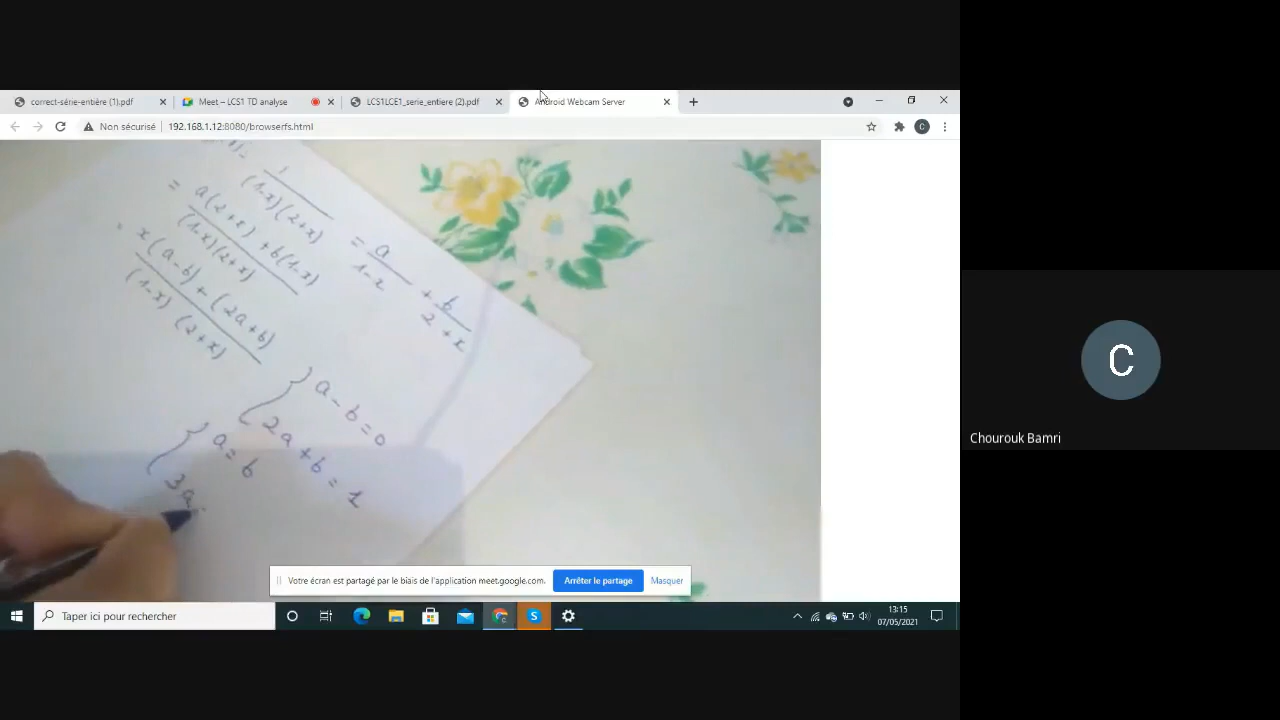 correct-série-entière (1).pdf
Meet – LCS1 TD analyse
LCS1LCE1_serie_entiere (2).pdf
Android Webcam Server
Non sécurisé
192.168.1.12:8080/browserfs.html
C
1
(1-x)(2+x)
= a
1-x
+ b
2+x
= a(2+x) + b(1-x)
(1-x)(2+x)
= x(a-b) + (2a+b)
(1-x) (2+x)
{ a-b=0
2a+b=1
{ a=b
3a
Votre écran est partagé par le biais de l'application meet.google.com.
Arrêter le partage
Masquer
Taper ici pour rechercher
13:15
07/05/2021
C
Chourouk Bamri